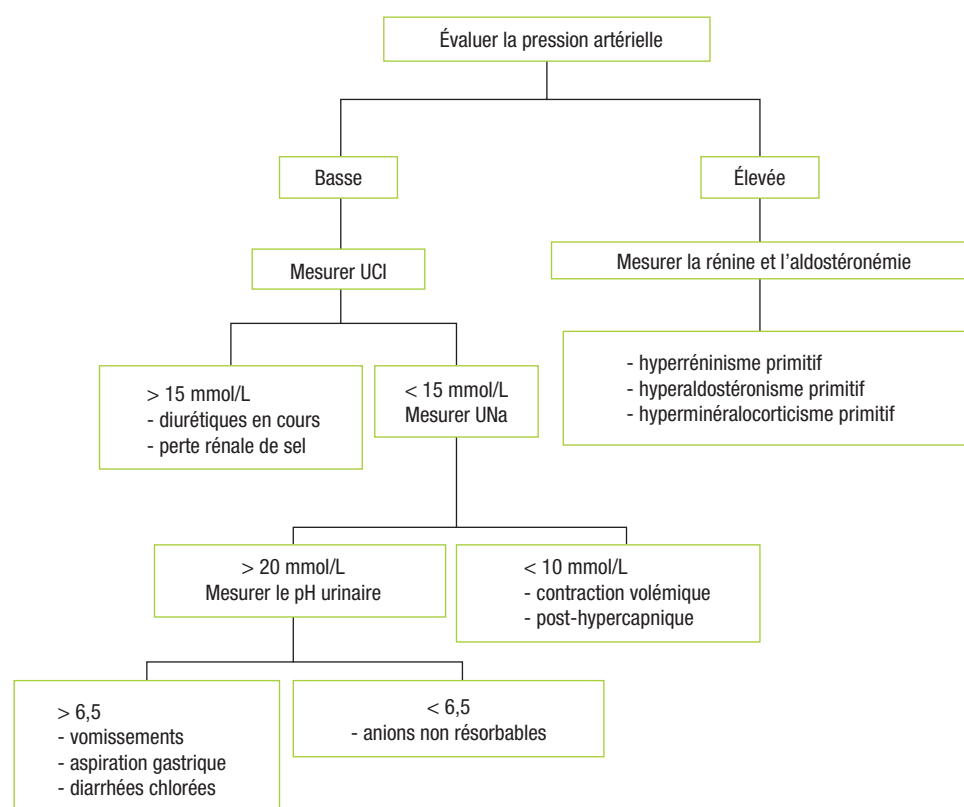 Évaluer la pression artérielle
Basse
Élevée
Mesurer UCl
Mesurer la rénine et l’aldostéronémie
> 15 mmol/L
- diurétiques en cours
- perte rénale de sel
< 15 mmol/L
Mesurer UNa
- hyperréninisme primitif
- hyperaldostéronisme primitif
- hyperminéralocorticisme primitif
> 20 mmol/L
Mesurer le pH urinaire
< 10 mmol/L
- contraction volémique
- post-hypercapnique
> 6,5
- vomissements
- aspiration gastrique
- diarrhées chlorées
< 6,5
- anions non résorbables